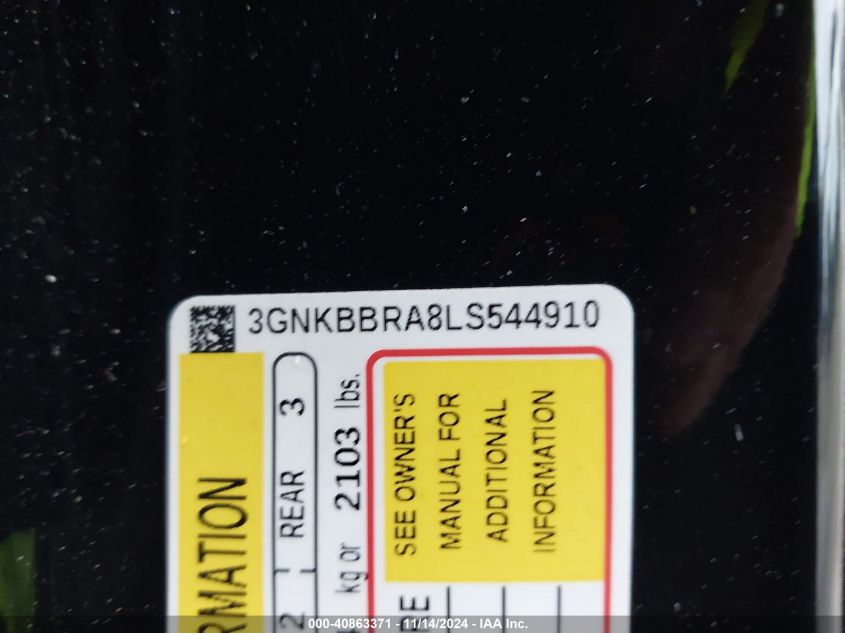 3GNKBBRA8LS544910
RMATION
2 REAR 3
kg or 2103 lbs.
SEE OWNER'S
MANUAL FOR
ADDITIONAL
INFORMATION
000-40863371 - 11/14/2024 - IAA Inc.